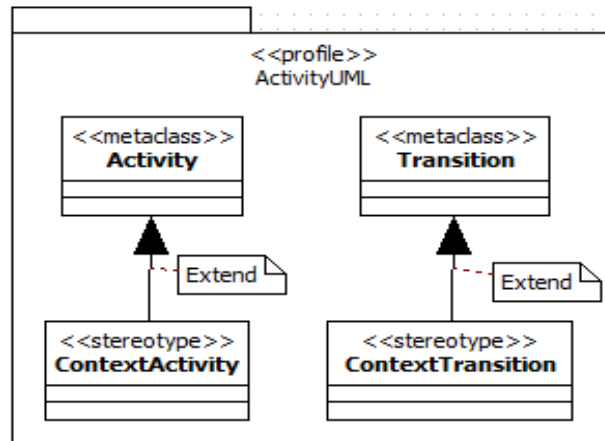 <<profile>>
ActivityUML
<<metaclass>>
Activity
<<metaclass>>
Transition
Extend
Extend
<<stereotype>>
ContextActivity
<<stereotype>>
ContextTransition